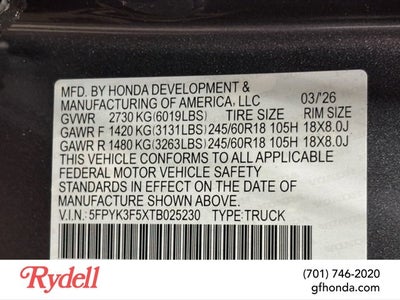 MFD. BY HONDA DEVELOPMENT &
MANUFACTURING OF AMERICA, LLC 03/'26
GVWR 2730 KG(6019LBS) TIRE SIZE RIM SIZE
GAWR F 1420 KG(3131LBS) 245/60R18 105H 18X8.0J
GAWR R 1480 KG(3263LBS) 245/60R18 105H 18X8.0J
THIS VEHICLE CONFORMS TO ALL APPLICABLE
FEDERAL MOTOR VEHICLE SAFETY
STANDARDS IN EFFECT ON THE DATE OF
MANUFACTURE SHOWN ABOVE.
V.I.N.: 5FPYK3F5XTB025230 TYPE:TRUCK
Rydell
(701) 746-2020
gfhonda.com